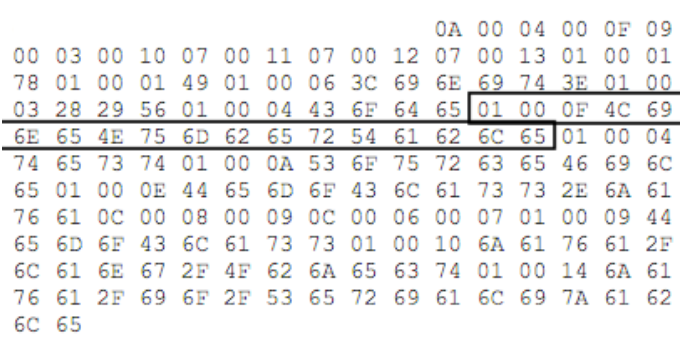 0A 00 04 00 0F 09
00 03 00 10 07 00 11 07 00 12 07 00 13 01 00 01
78 01 00 01 49 01 00 06 3C 69 6E 69 74 3E 01 00
03 28 29 56 01 00 04 43 6F 64 65 01 00 0F 4C 69
6E 65 4E 75 6D 62 65 72 54 61 62 6C 65 01 00 04
74 65 73 74 01 00 0A 53 6F 75 72 63 65 46 69 6C
65 01 00 0E 44 65 6D 6F 43 6C 61 73 73 2E 6A 61
76 61 0C 00 08 00 09 0C 00 06 00 07 01 00 09 44
65 6D 6F 43 6C 61 73 73 01 00 10 6A 61 76 61 2F
6C 61 6E 67 2F 4F 62 6A 65 63 74 01 00 14 6A 61
76 61 2F 69 6F 2F 53 65 72 69 61 6C 69 7A 61 62
6C 65